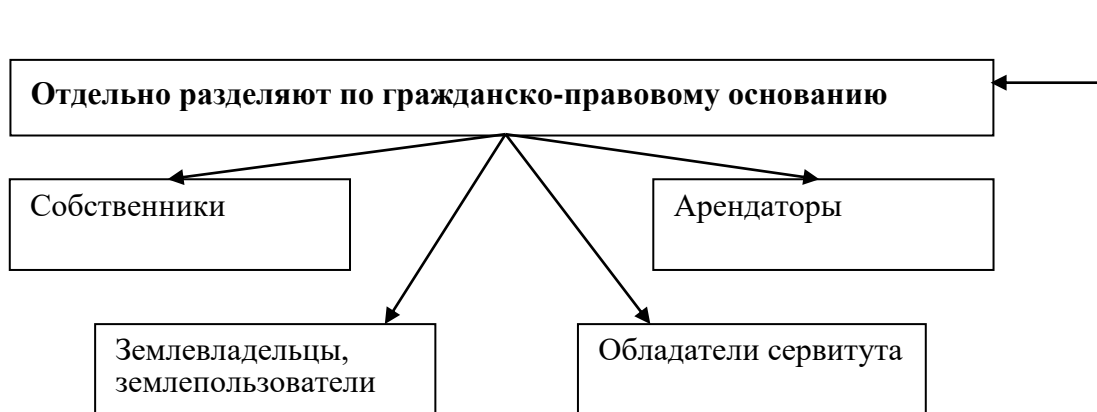 Отдельно разделяют по гражданско-правовому основанию
Собственники
Арендаторы
Землевладельцы,
землепользователи
Обладатели сервитута